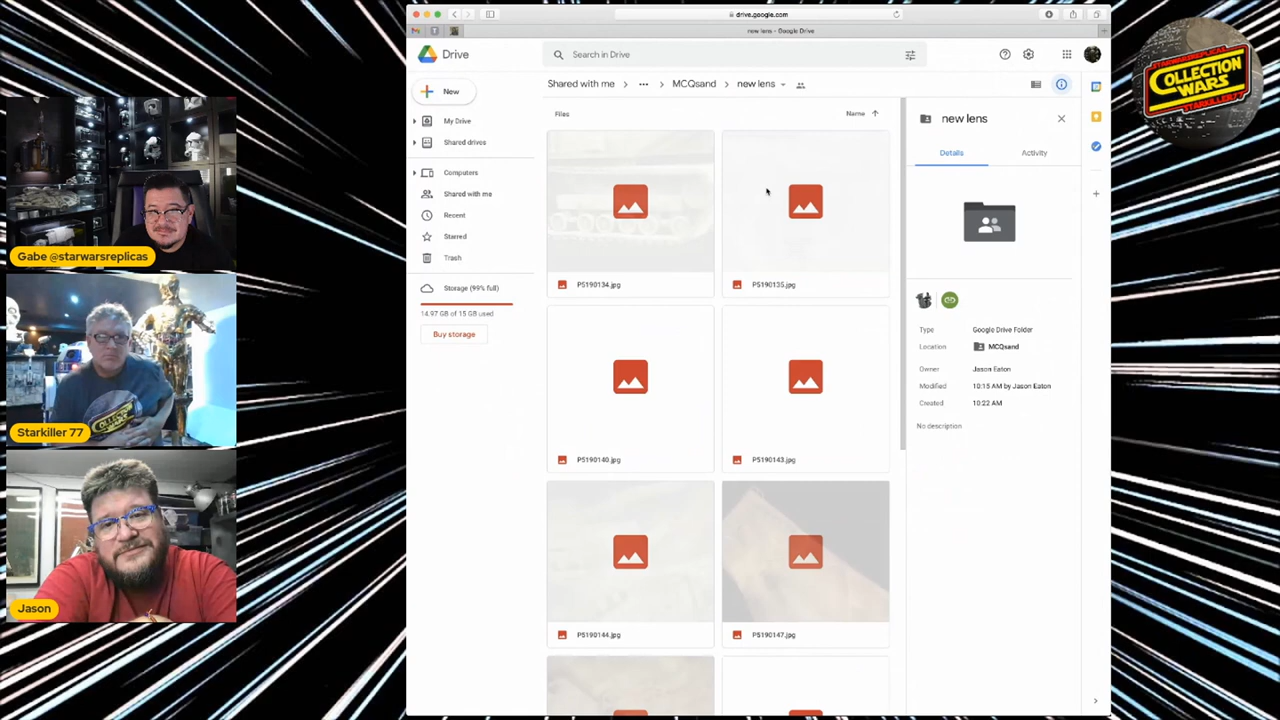 drive.google.com
new lens - Google Drive
Drive
Search in Drive
New
Shared with me
MCQsand
new lens
My Drive
Shared drives
Computers
Shared with me
Recent
Starred
Trash
Storage (99% full)
14.97 GB of 15 GB used
Buy storage
Files
Name
P5190134.jpg
P5190135.jpg
P5190140.jpg
P5190143.jpg
P5190144.jpg
P5190147.jpg
new lens
Details
Activity
Type
Google Drive Folder
Location
MCQsand
Owner
Jason Eaton
Modified
10:15 AM by Jason Eaton
Created
10:22 AM
No description
Gabe @starwarsreplicas
Starkiller 77
Jason
STARWARSREPLICAS
COLLECTION
WARS
STARKILLER77
COLLECTION
WARS